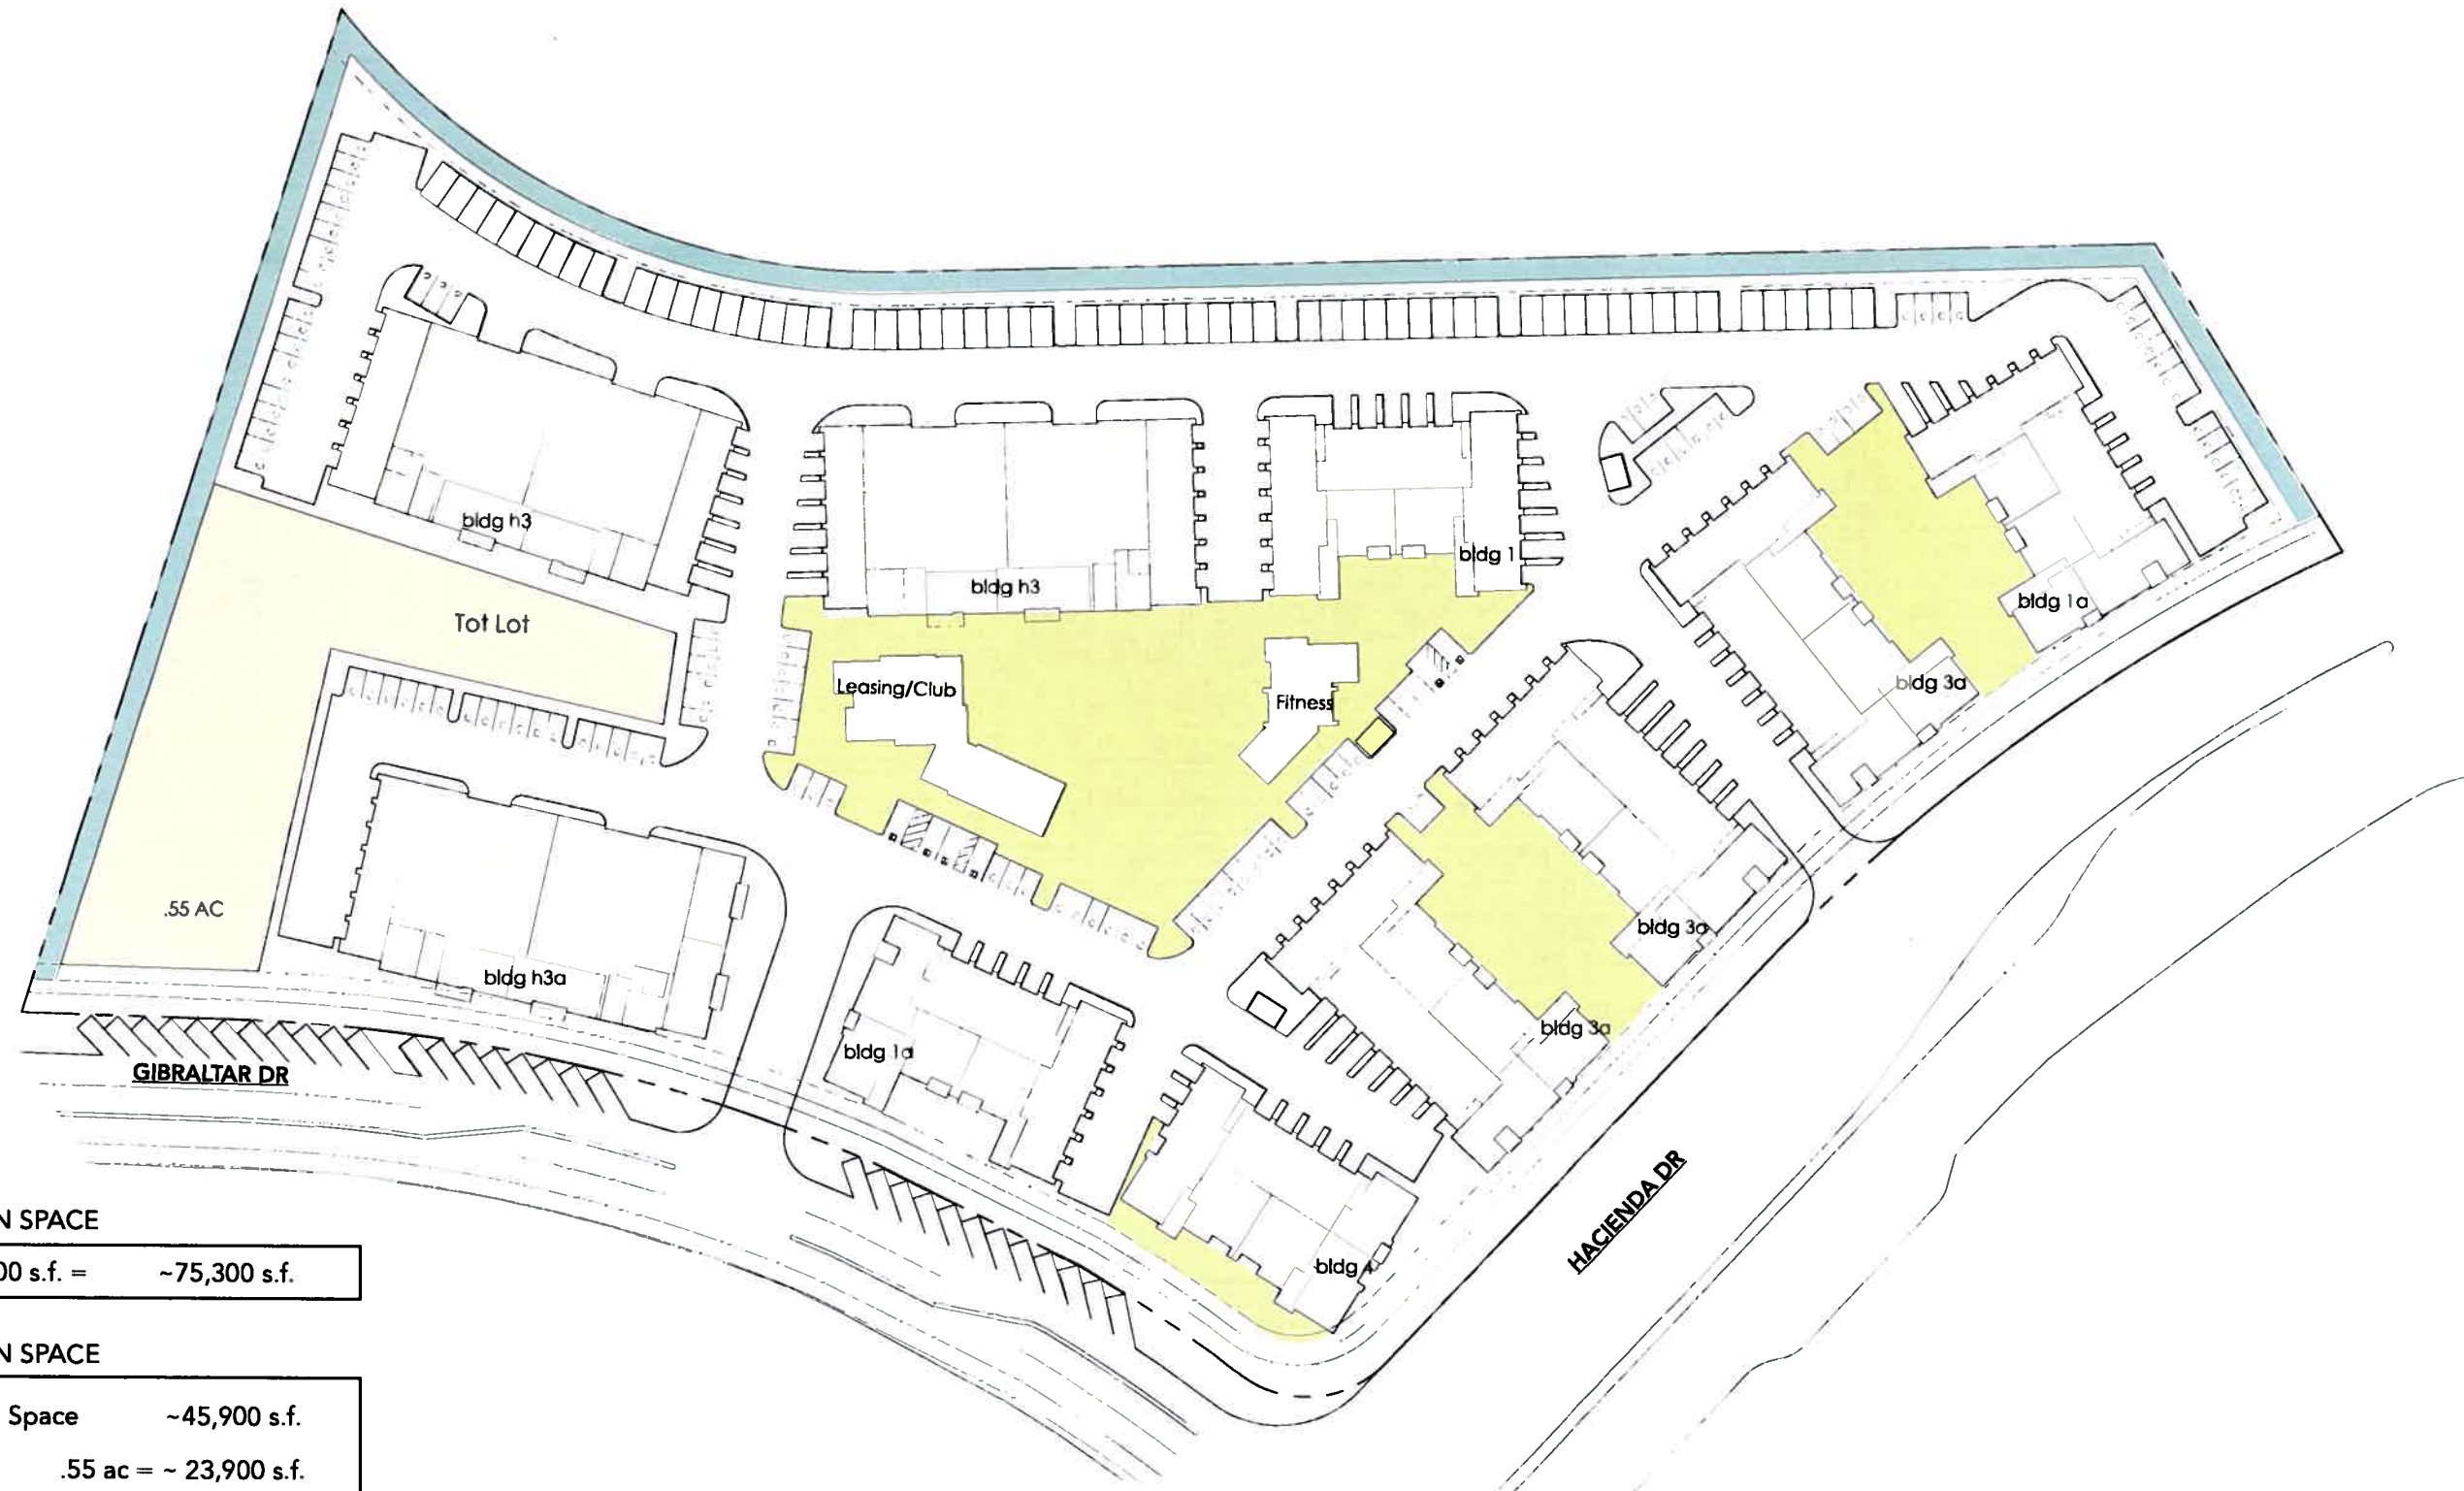 bldg h3
bldg h3
bldg 1
bldg 1a
Tot Lot
Leasing/Club
Fitness
bldg 3a
.55 AC
bldg 3a
bldg h3a
bldg 3a
bldg 1a
GIBRALTAR DR
HACIENDA DR
N SPACE
00 s.f. = ~75,300 s.f.
bldg
N SPACE
Space ~45,900 s.f.
.55 ac = ~ 23,900 s.f.